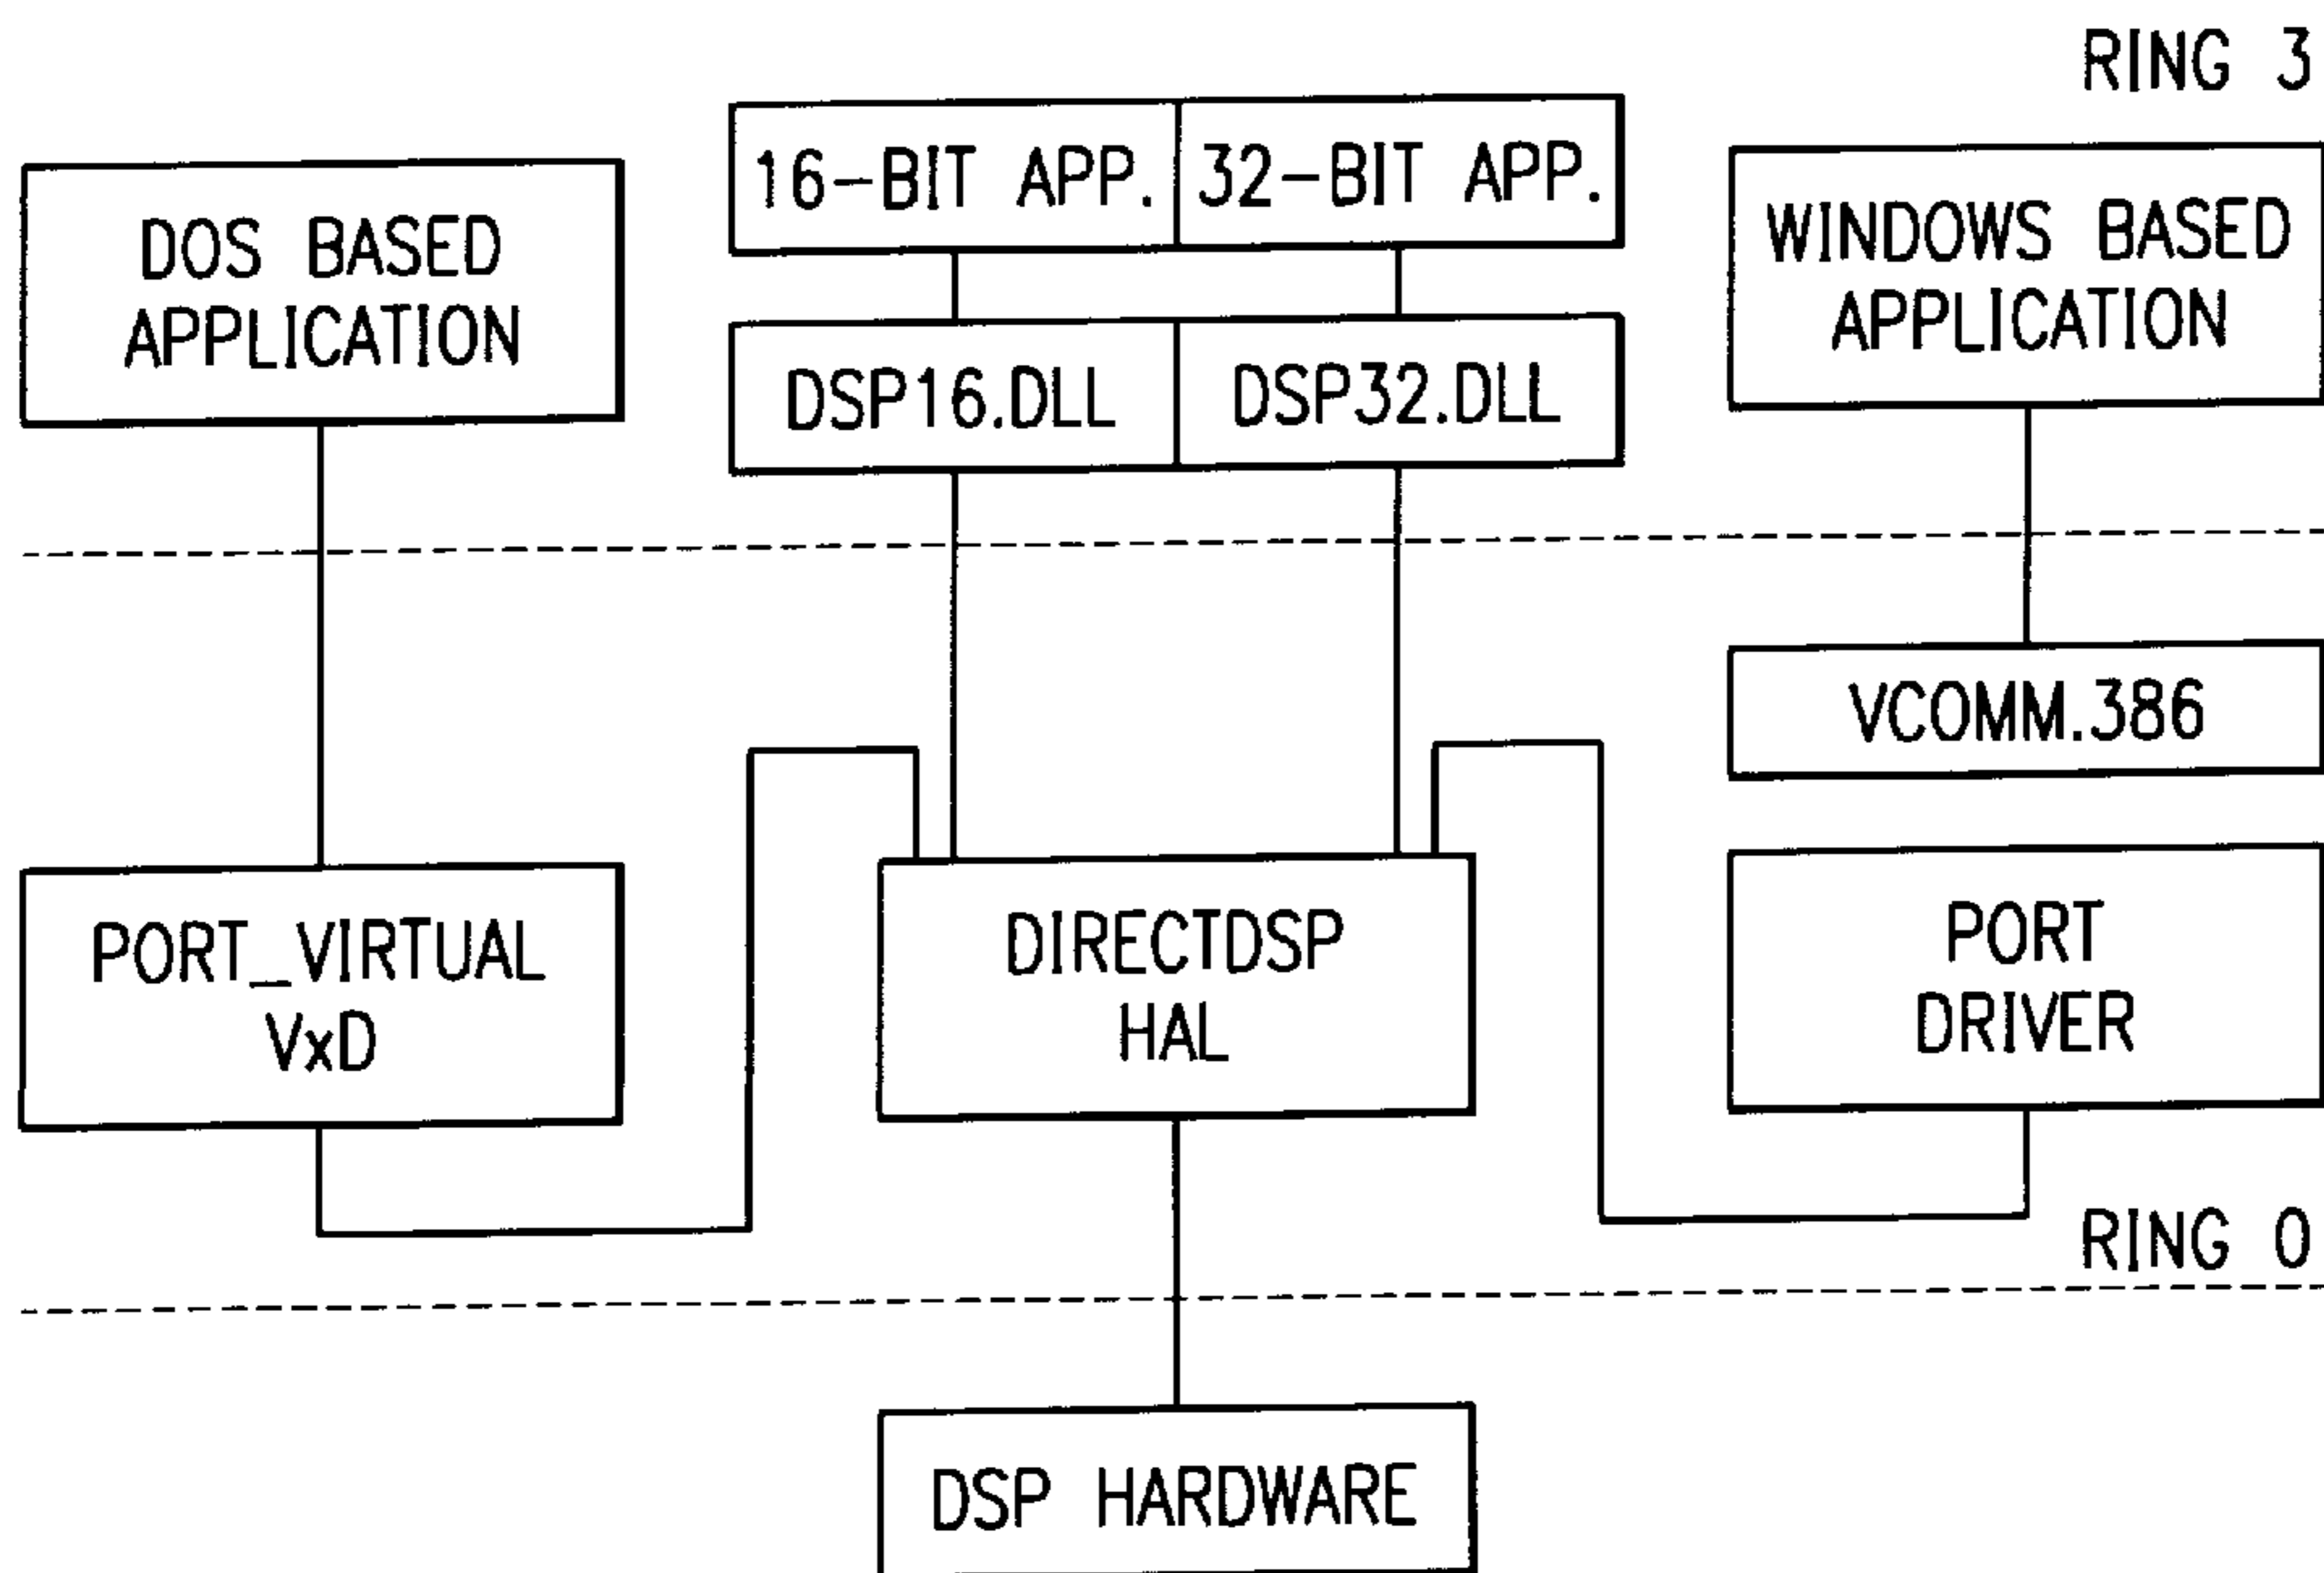 RING 3
16-BIT APP.
32-BIT APP.
DOS BASED
APPLICATION
WINDOWS BASED
APPLICATION
DSP16.DLL
DSP32.DLL
VCOMM.386
PORT_VIRTUAL
VxD
DIRECTDSP
HAL
PORT
DRIVER
RING 0
DSP HARDWARE